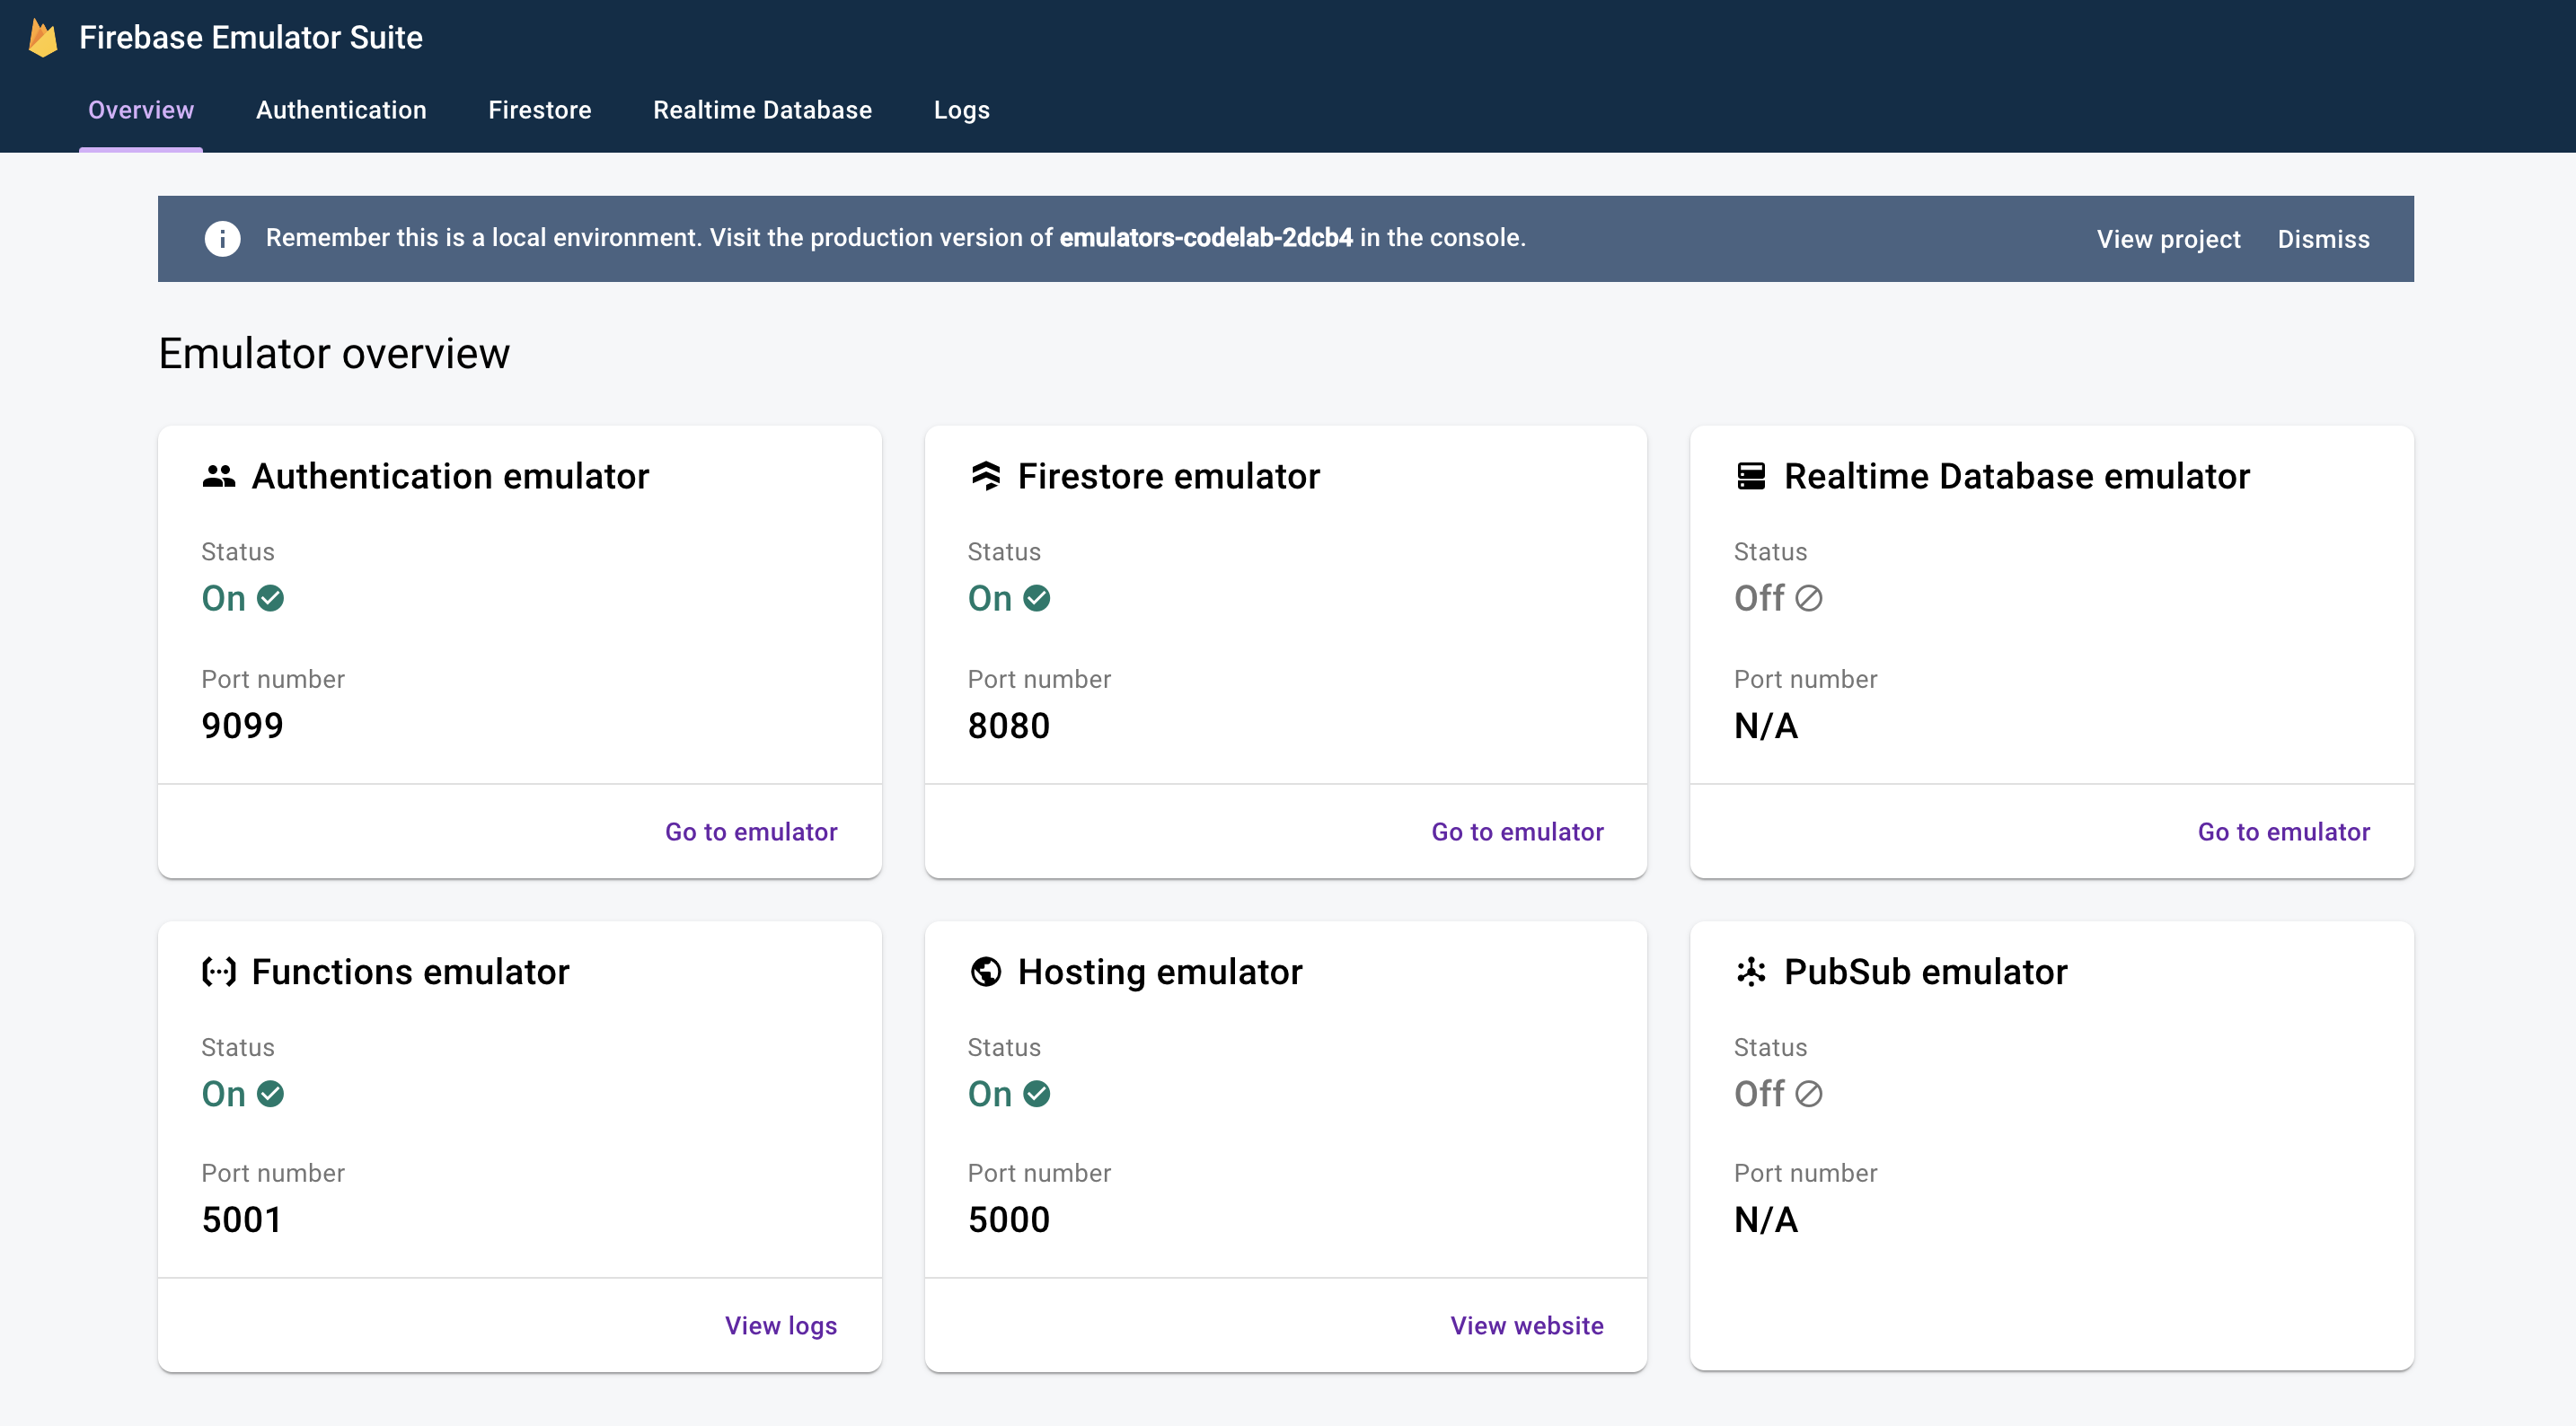 Firebase Emulator Suite
Overview Authentication Firestore Realtime Database Logs
Remember this is a local environment. Visit the production version of emulators-codelab-2dcb4 in the console. View project Dismiss
Emulator overview
Authentication emulator
Status
On
Port number
9099
Go to emulator
Firestore emulator
Status
On
Port number
8080
Go to emulator
Realtime Database emulator
Status
Off
Port number
N/A
Go to emulator
Functions emulator
Status
On
Port number
5001
View logs
Hosting emulator
Status
On
Port number
5000
View website
PubSub emulator
Status
Off
Port number
N/A